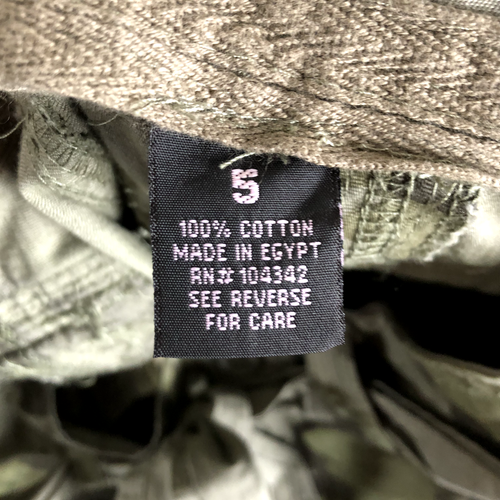 5
100% COTTON
MADE IN EGYPT
RN# 104342
SEE REVERSE
FOR CARE